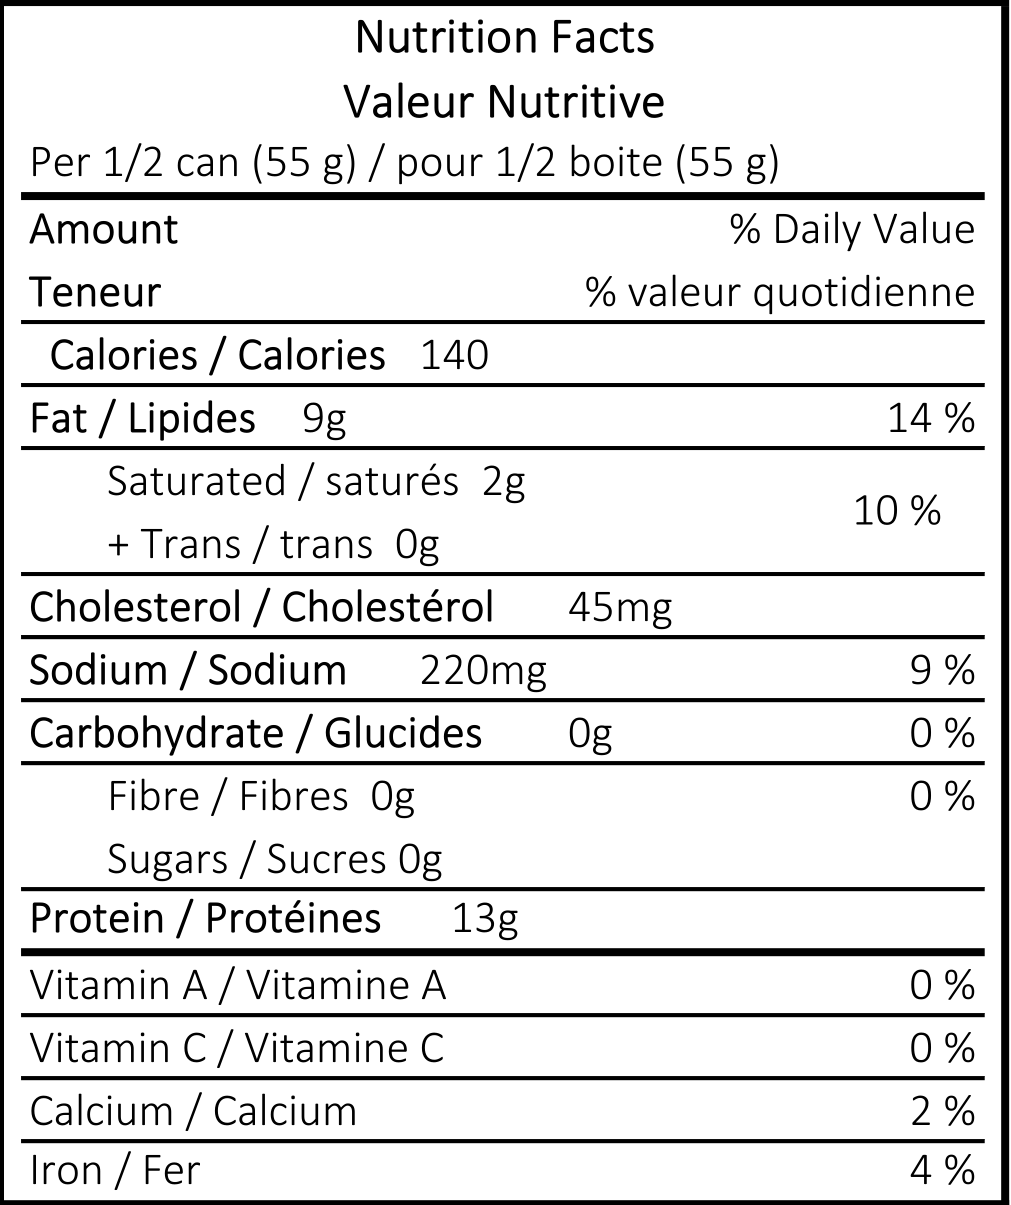 Nutrition Facts
Valeur Nutritive
Per 1/2 can (55 g) / pour 1/2 boite (55 g)
Amount % Daily Value
Teneur % valeur quotidienne
Calories / Calories 140
Fat / Lipides 9g 14 %
Saturated / saturés 2g
10 %
+ Trans / trans 0g
Cholesterol / Cholestérol 45mg
Sodium / Sodium 220mg 9 %
Carbohydrate / Glucides 0g 0 %
Fibre / Fibres 0g 0 %
Sugars / Sucres 0g
Protein / Protéines 13g
Vitamin A / Vitamine A 0 %
Vitamin C / Vitamine C 0 %
Calcium / Calcium 2 %
Iron / Fer 4 %